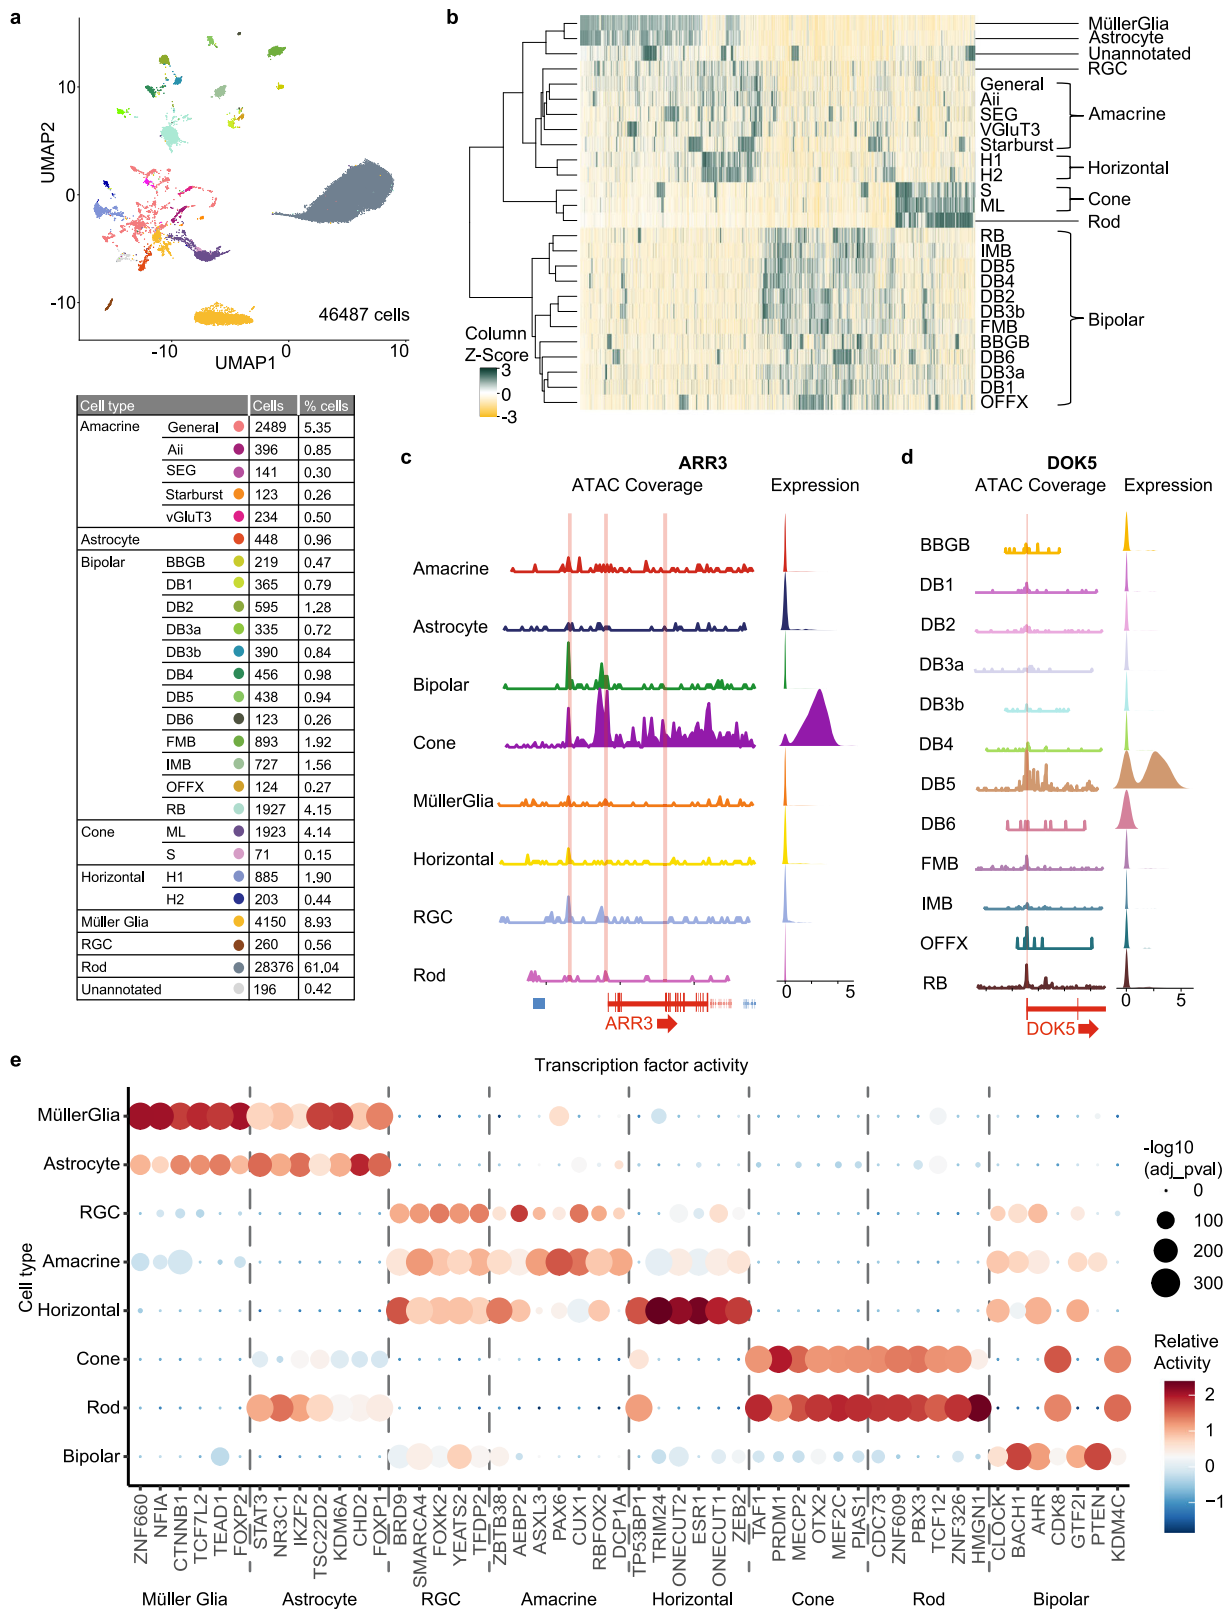 a
UMAP2
10
0
-10
-10
0
10
UMAP1
46487 cells
Cell type Cells % cells
Amacrine General 2489 5.35
Aii 396 0.85
SEG 141 0.30
Starburst 123 0.26
vGluT3 234 0.50
Astrocyte 448 0.96
Bipolar BBGB 219 0.47
DB1 365 0.79
DB2 595 1.28
DB3a 335 0.72
DB3b 390 0.84
DB4 456 0.98
DB5 438 0.94
DB6 123 0.26
FMB 893 1.92
IMB 727 1.56
OFFX 124 0.27
RB 1927 4.15
Cone ML 1923 4.14
S 71 0.15
Horizontal H1 885 1.90
H2 203 0.44
Müller Glia 4150 8.93
RGC 260 0.56
Rod 28376 61.04
Unannotated 196 0.42
b
MüllerGlia
Astrocyte
Unannotated
RGC
General
Aii
SEG
VGluT3
Starburst
Amacrine
H1
H2
Horizontal
S
ML
Cone
Rod
RB
IMB
DB5
DB4
DB2
DB3b
FMB
BBGB
DB6
DB3a
DB1
OFFX
Bipolar
Column
Z-Score
3
0
-3
c
ARR3
ATAC Coverage Expression
Amacrine
Astrocyte
Bipolar
Cone
MüllerGlia
Horizontal
RGC
Rod
0 5
ARR3
d
DOK5
ATAC Coverage Expression
BBGB
DB1
DB2
DB3a
DB3b
DB4
DB5
DB6
FMB
IMB
OFFX
RB
0 5
DOK5
e
Transcription factor activity
Cell type
MüllerGlia
Astrocyte
RGC
Amacrine
Horizontal
Cone
Rod
Bipolar
ZNF660
NFIA
CTNNB1
TCF7L2
TEAD1
FOXP2
STAT3
NR3C1
IKZF2
TSC22D2
KDM6A
CHD2
FOXP1
BRD9
SMARCA4
FOXK2
YEATS2
TFDP2
ZBTB38
AEBP2
ASXL3
PAX6
CUX1
RBFOX2
DCP1A
TP53BP1
TRIM24
ONECUT2
ESR1
ONECUT1
ZEB2
TAF1
PRDM1
MECP2
OTX2
MEF2C
PIAS1
CDC73
ZNF609
PBX3
TCF12
ZNF326
HMGN1
CLOCK
BACH1
AHR
CDK8
GTF2I
PTEN
KDM4C
Müller Glia Astrocyte RGC Amacrine Horizontal Cone Rod Bipolar
-log10
(adj_pval)
0
100
200
300
Relative
Activity
2
1
0
−1